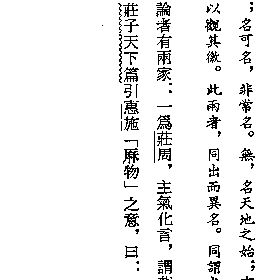 ；名可名，非常名。無，名天地之始；
以觀其徼。此兩者，同出而異名。同謂
論者有兩家：一為莊周，主氣化言，謂
莊子天下篇引惠施「厤物」之意，曰：